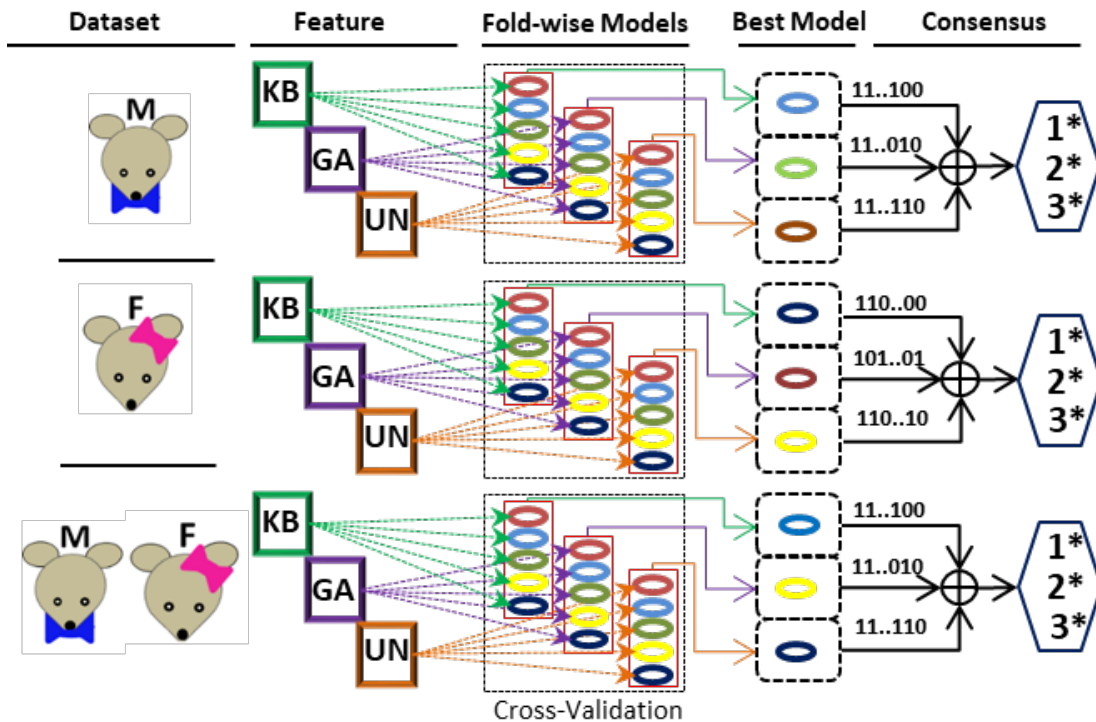 Dataset Feature Fold-wise Models Best Model Consensus
M
KB
GA
UN
11..100
11..010
11..110
1*
2*
3*
F
KB
GA
UN
110..00
101..01
110..10
1*
2*
3*
M F
KB
GA
UN
11..100
11..010
11..110
1*
2*
3*
Cross-Validation